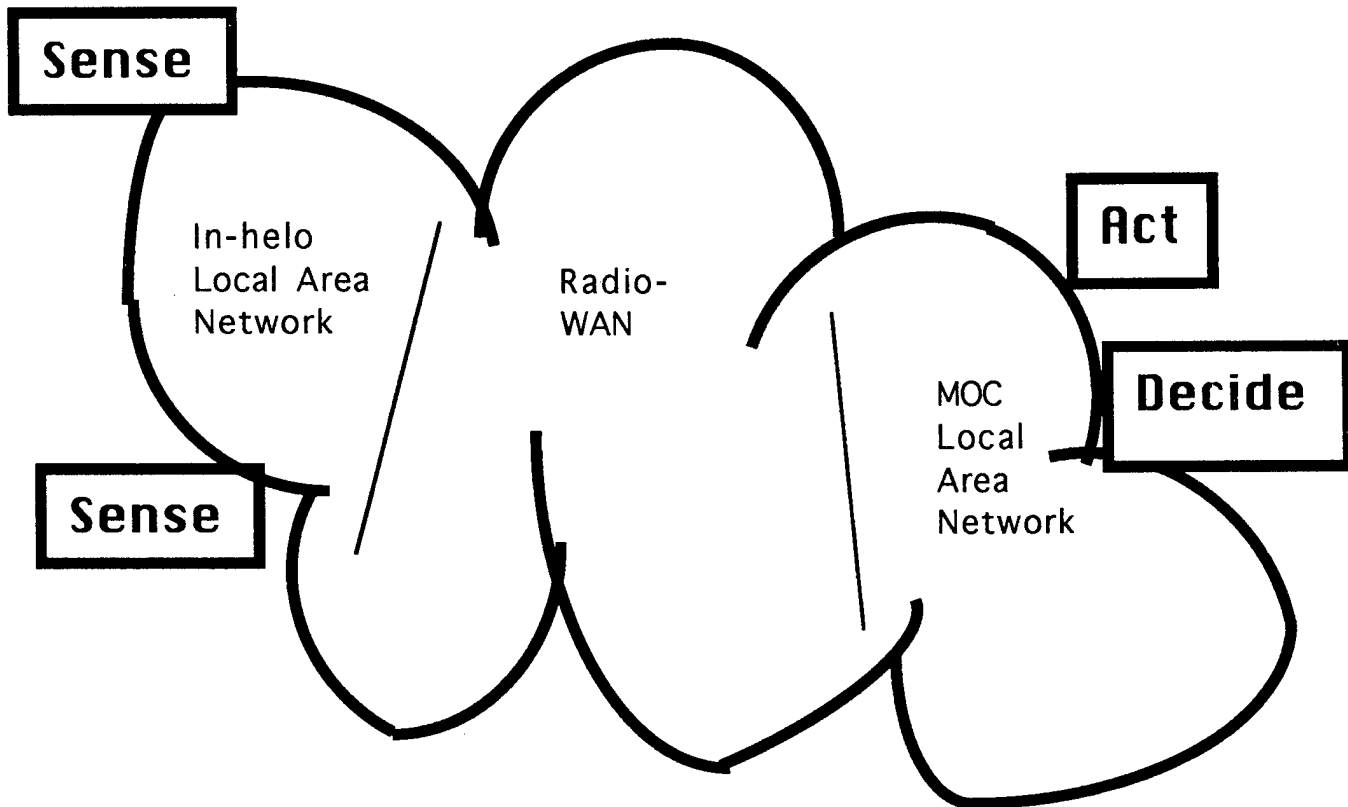 Sense
In-helo
Local Area
Network
Sense
Radio-
WAN
Act
Decide
MOC
Local
Area
Network